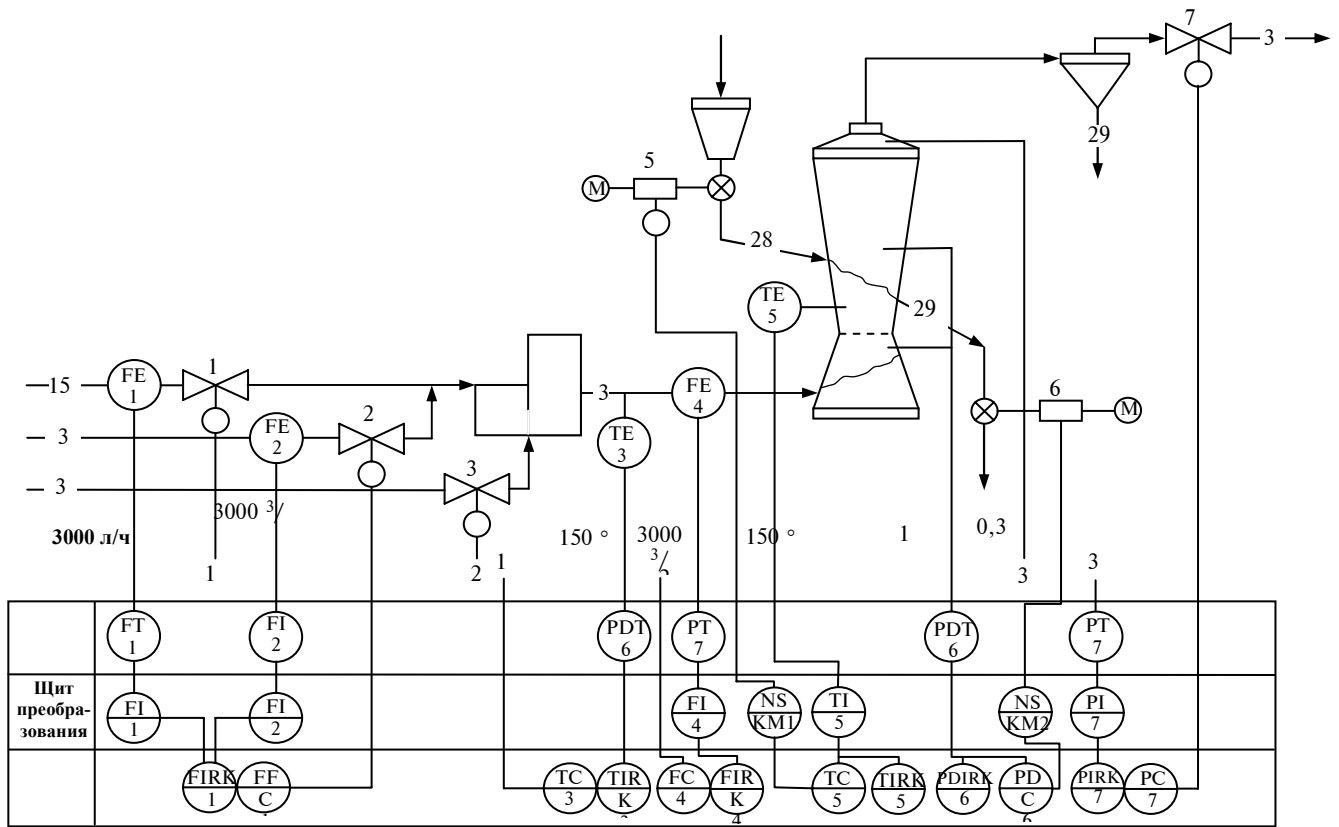 7
3
29
5
M
28
TE
5
29
6
M
1
15
FE
1
2
3
FE
2
3
3
3
FE
4
TE
3
3000 ³/
3000 л/ч
150 °
3000
³/
150 °
1
0,3
1
2
1
3
3
FT
1
FI
2
PDT
6
PT
7
PDT
6
PT
7
Щит
преобра-
зования
FI
1
FI
2
FI
4
NS
KM1
TI
5
NS
KM2
PI
7
FIRK
1
FF
C
TC
3
TIR
K
FC
4
FIR
K
4
TC
5
TIRK
5
PDIRK
6
PD
C
6
PIRK
7
PC
7